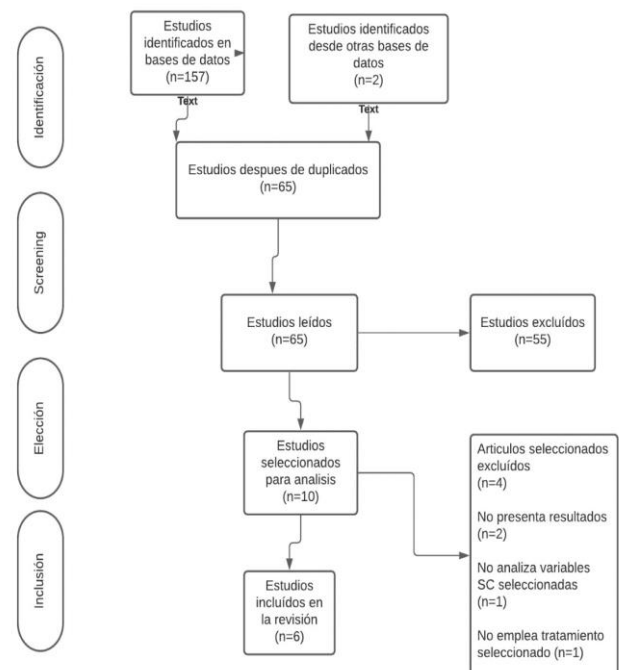 Identificación
Estudios
identificados en
bases de datos
(n=157)
Text
Estudios identificados
desde otras bases de
datos
(n=2)
Text
Estudios despues de duplicados
(n=65)
Screening
Estudios leídos
(n=65)
Estudios excluídos
(n=55)
Elección
Estudios
seleccionados
para analisis
(n=10)
Articulos seleccionados
excluídos
(n=4)
No presenta resultados
(n=2)
No analiza variables
SC seleccionadas
(n=1)
No emplea tratamiento
seleccionado (n=1)
Inclusión
Estudios
incluídos en
la revisión
(n=6)